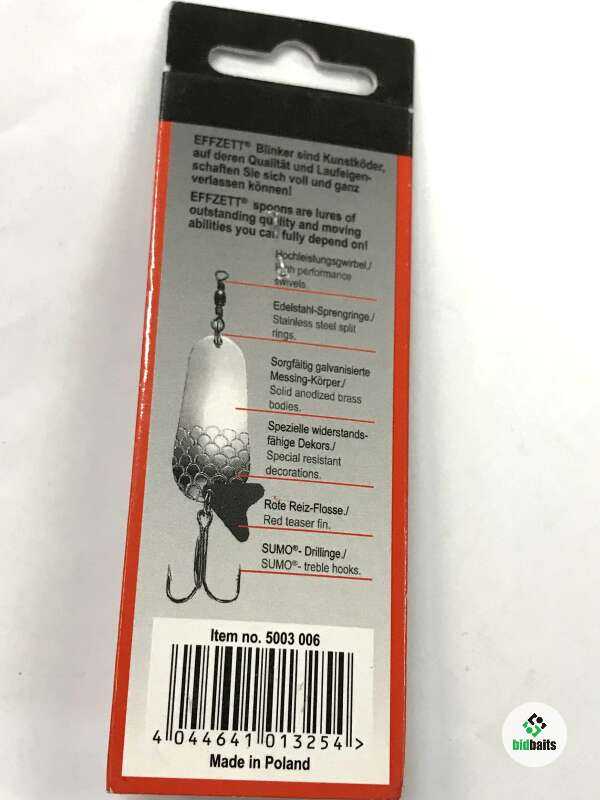 EFFZETT® Blinker sind Kunstköder,
auf deren Qualität und Laufeigen-
schaften Sie sich voll und ganz
verlassen können!
EFFZETT® spoons are lures of
outstanding quality and moving
abilities you can fully depend on!
Hochleistungsgwirbel./
High performance
swivels.
Edelstahl-Sprengringe./
Stainless steel split
rings.
Sorgfältig galvanisierte
Messing-Körper./
Solid anodized brass
bodies.
Spezielle widerstands-
fähige Dekors./
Special resistant
decorations.
Rote Reiz-Flosse./
Red teaser fin.
SUMO®- Drillinge./
SUMO®- treble hooks.
Item no. 5003 006
4 044641 013254 >
Made in Poland
bidbaits